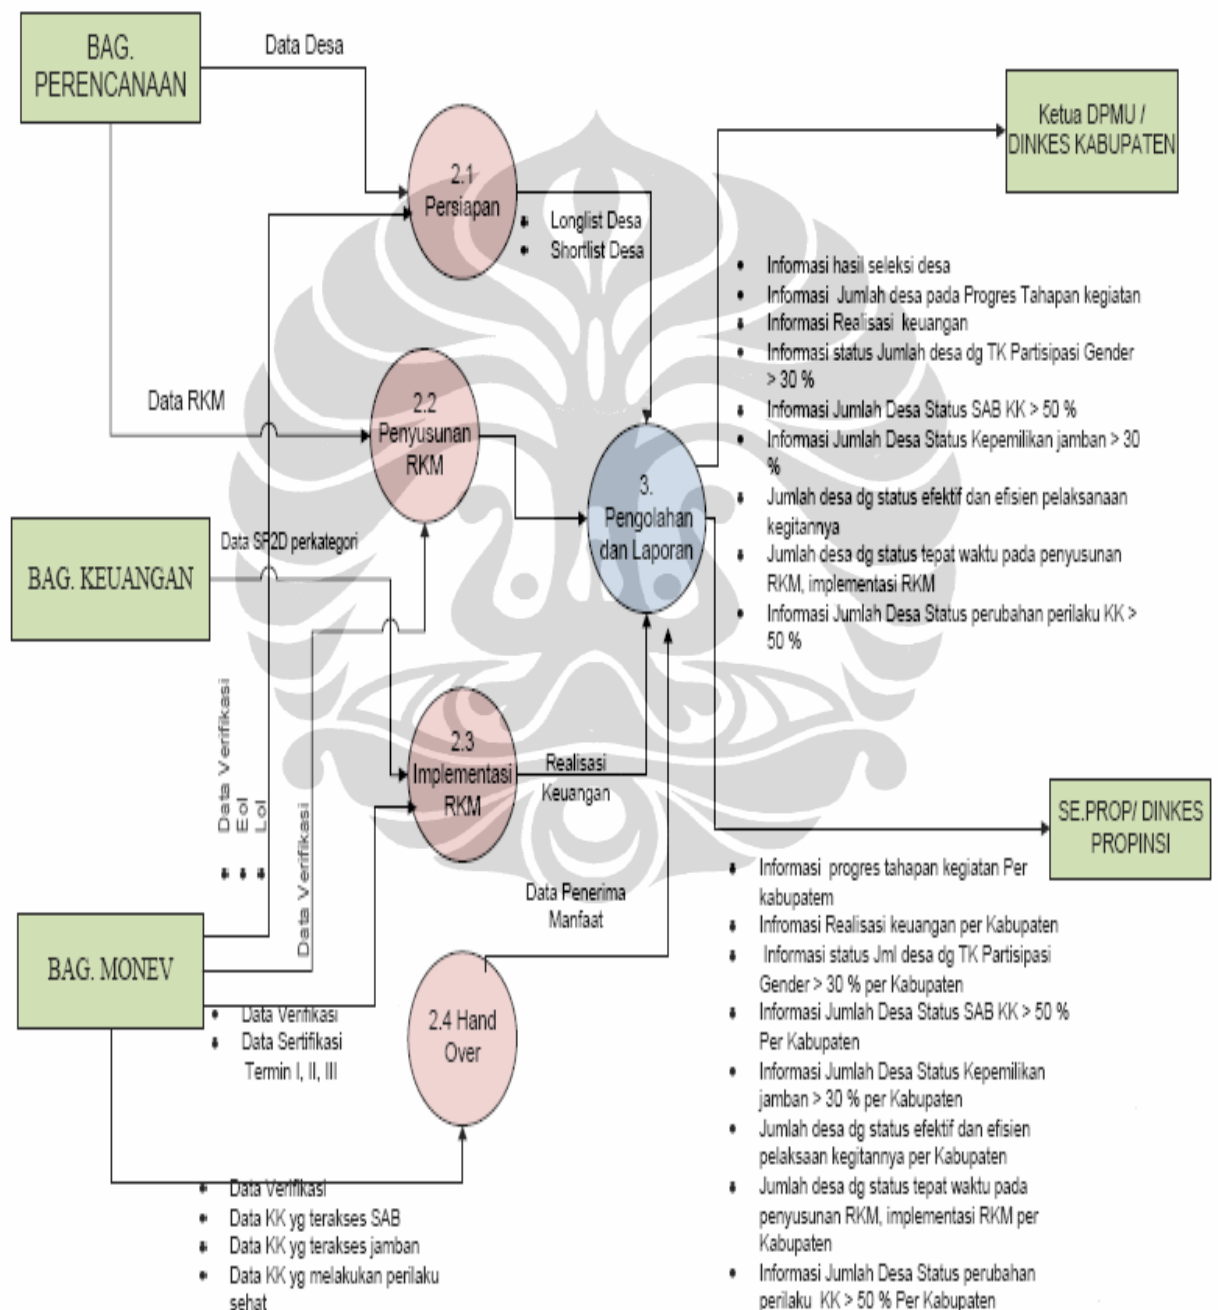 BAG.
PERENCANAAN
Data Desa
Ketua DPMU /
DINKES KABUPATEN
2.1
Persiapan
Longlist Desa
Shortlist Desa
• Informasi hasil seleksi desa
• Informasi Jumlah desa pada Progres Tahapan kegiatan
• Informasi Realisasi keuangan
• Informasi status Jumlah desa dg TK Partisipasi Gender
> 30 %
• Informasi Jumlah Desa Status SAB KK > 50 %
• Informasi Jumlah Desa Status Kepemilikan jamban > 30
%
• Jumlah desa dg status efektif dan efisien pelaksanaan
kegitannya
• Jumlah desa dg status tepat waktu pada penyusunan
RKM, implementasi RKM
• Informasi Jumlah Desa Status perubahan perilaku KK >
50 %
Data RKM
2.2
Penyusunan
RKM
3.
Pengolahan
dan Laporan
BAG. KEUANGAN
Data SP2D perkategori
• Data Verifikasi
• EoI
• LoI
Data Verifikasi
2.3
Implementasi
RKM
Realisasi
Keuangan
SE.PROP/ DINKES
PROPINSI
Data Penerima
Manfaat
BAG. MONEV
• Data Verifikasi
• Data Sertifikasi
Termin I, II, III
2.4 Hand
Over
• Data Verifikasi
• Data KK yg terakses SAB
• Data KK yg terakses jamban
• Data KK yg melakukan perilaku
sehat
• Informasi progres tahapan kegiatan Per
kabupatem
• Infromasi Realisasi keuangan per Kabupaten
• Informasi status Jml desa dg TK Partisipasi
Gender > 30 % per Kabupaten
• Informasi Jumlah Desa Status SAB KK > 50 %
Per Kabupaten
• Informasi Jumlah Desa Status Kepemilikan
jamban > 30 % per Kabupaten
• Jumlah desa dg status efektif dan efisien
pelaksaan kegitannya per Kabupaten
• Jumlah desa dg status tepat waktu pada
penyusunan RKM, implementasi RKM per
Kabupaten
• Informasi Jumlah Desa Status perubahan
perilaku KK > 50 % Per Kabupaten